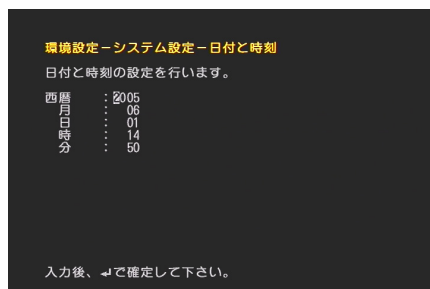 環境設定－システム設定－日付と時刻
日付と時刻の設定を行います。
西暦　　：2005
月　　：　06
日　　：　01
時　　：　14
分　　：　50
入力後、↵で確定して下さい。